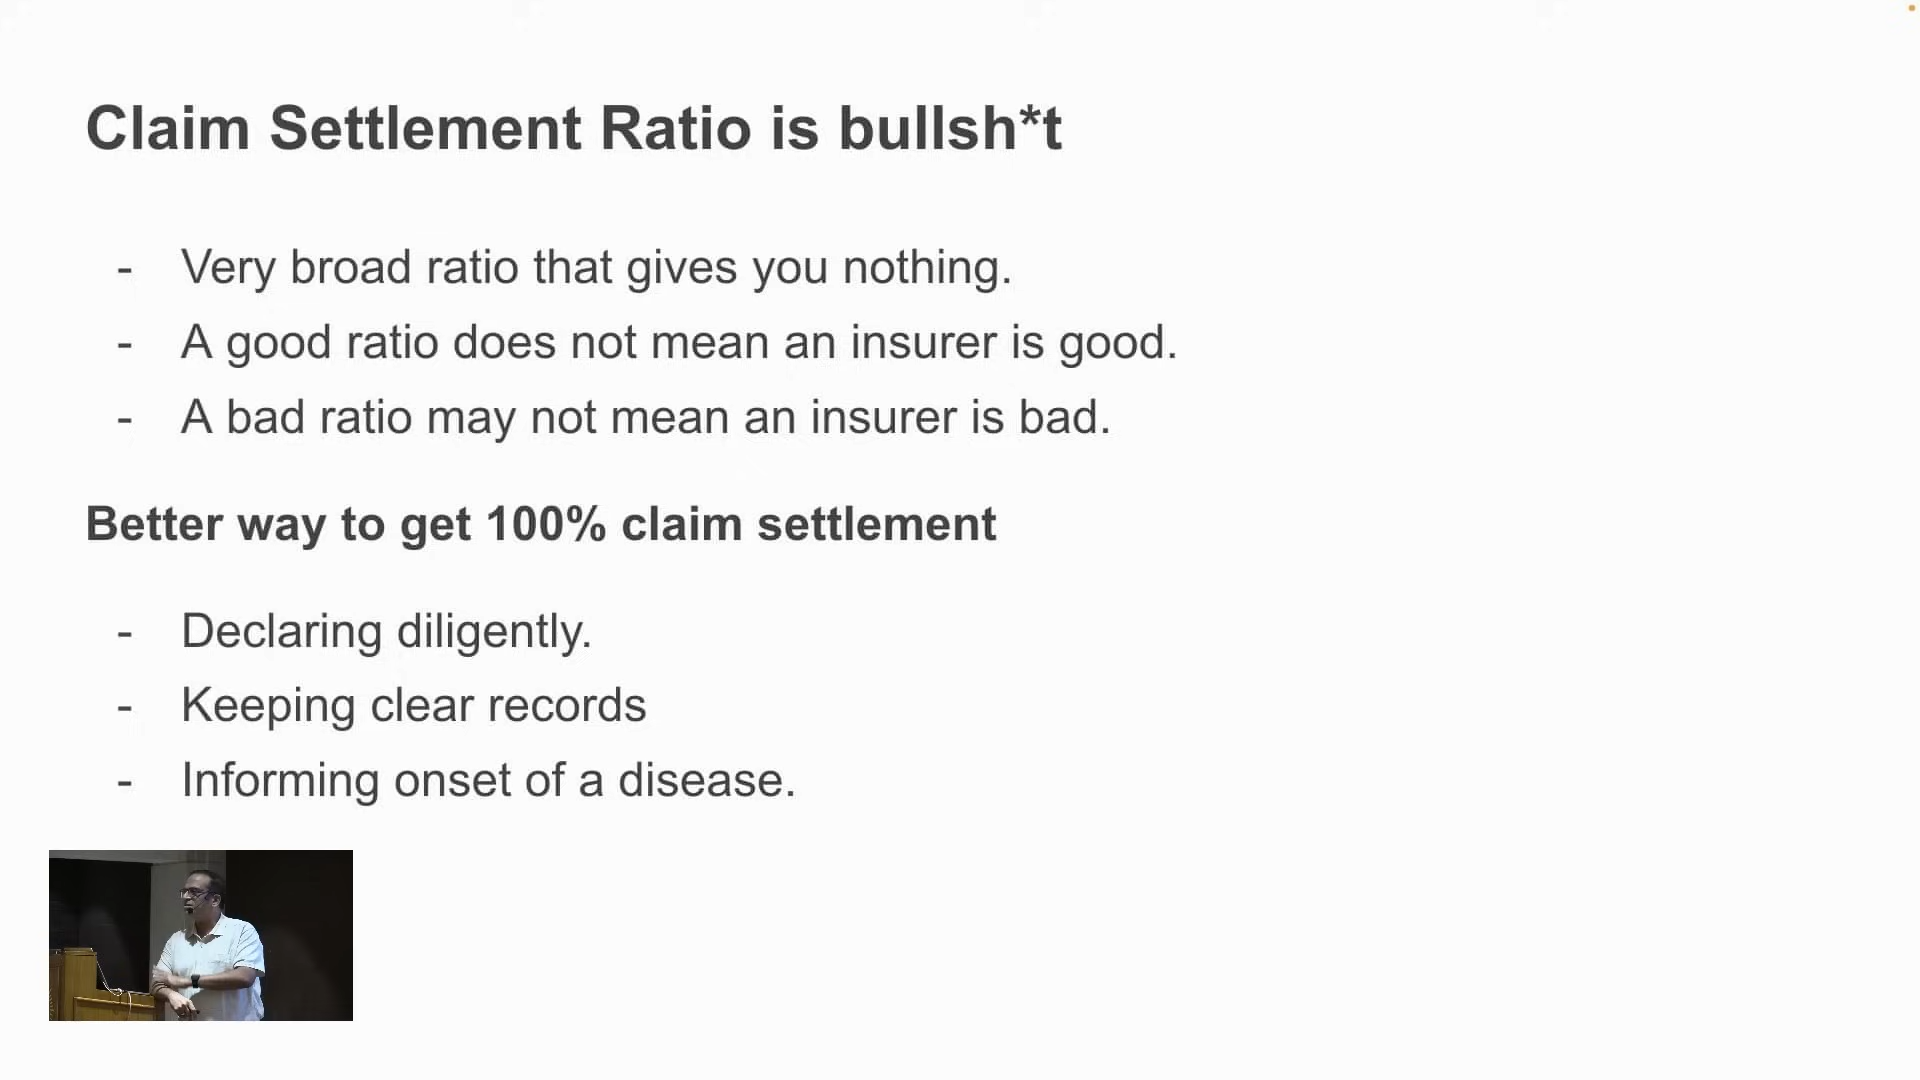 Claim Settlement Ratio is bullsh*t
- Very broad ratio that gives you nothing.
- A good ratio does not mean an insurer is good.
- A bad ratio may not mean an insurer is bad.
Better way to get 100% claim settlement
- Declaring diligently.
- Keeping clear records
- Informing onset of a disease.